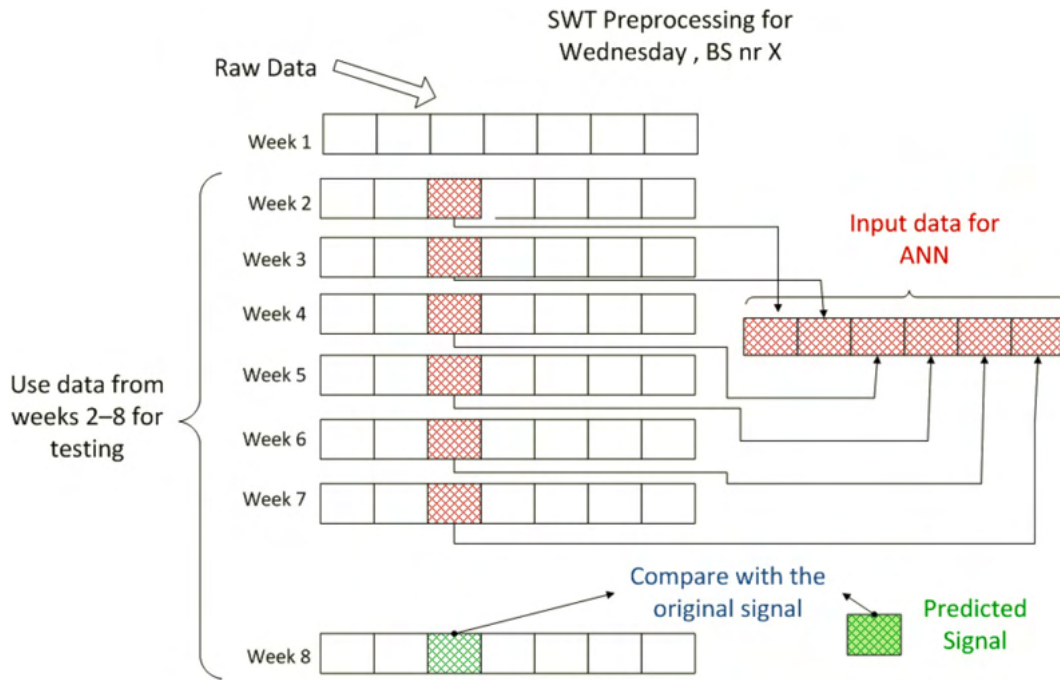 SWT Preprocessing for
Wednesday , BS nr X
Raw Data
Week 1
Week 2
Week 3
Week 4
Week 5
Week 6
Week 7
Week 8
Use data from
weeks 2–8 for
testing
Input data for
ANN
Compare with the
original signal
Predicted
Signal